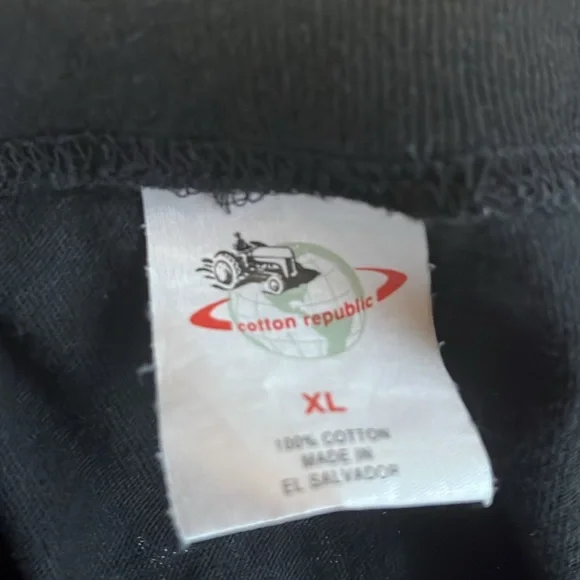 cotton republic
XL
100% COTTON
MADE IN
EL SALVADOR